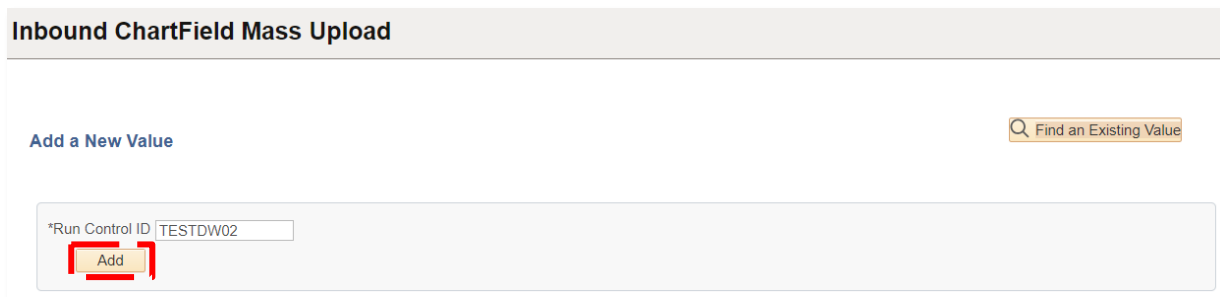 Inbound ChartField Mass Upload
Find an Existing Value
Add a New Value
*Run Control ID TESTDW02
Add